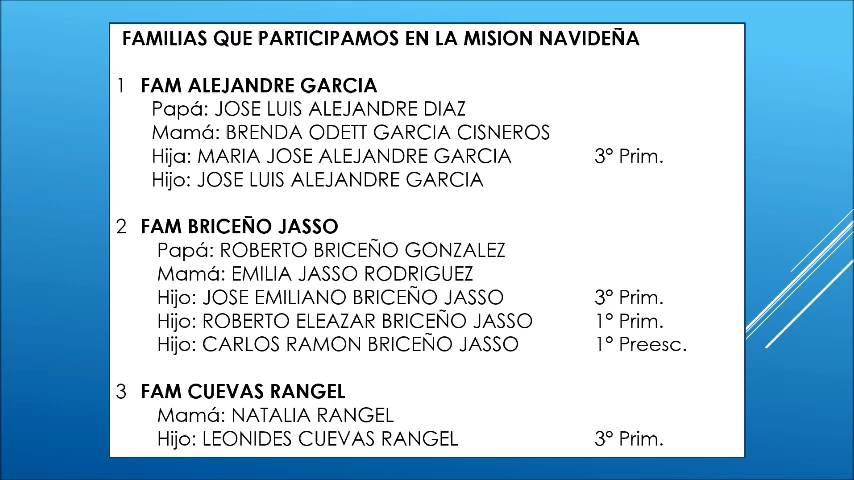 FAMILIAS QUE PARTICIPAMOS EN LA MISION NAVIDEÑA
1 FAM ALEJANDRE GARCIA
Papá: JOSE LUIS ALEJANDRE DIAZ
Mamá: BRENDA ODETT GARCIA CISNEROS
Hija: MARIA JOSE ALEJANDRE GARCIA 3° Prim.
Hijo: JOSE LUIS ALEJANDRE GARCIA
2 FAM BRICEÑO JASSO
Papá: ROBERTO BRICEÑO GONZALEZ
Mamá: EMILIA JASSO RODRIGUEZ
Hijo: JOSE EMILIANO BRICEÑO JASSO 3° Prim.
Hijo: ROBERTO ELEAZAR BRICEÑO JASSO 1° Prim.
Hijo: CARLOS RAMON BRICEÑO JASSO 1° Preesc.
3 FAM CUEVAS RANGEL
Mamá: NATALIA RANGEL
Hijo: LEONIDES CUEVAS RANGEL 3° Prim.